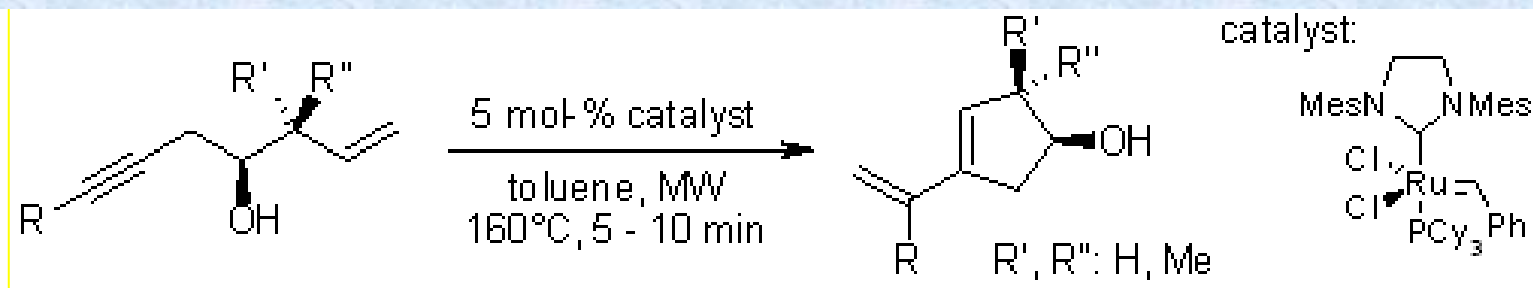 R' R"
R
OH
5 mol-% catalyst
toluene, MW
160°C, 5 - 10 min
R'
R"
OH
R
R', R": H, Me
catalyst:
MesN NMes
Cl
Ru
Cl
PCy3 Ph